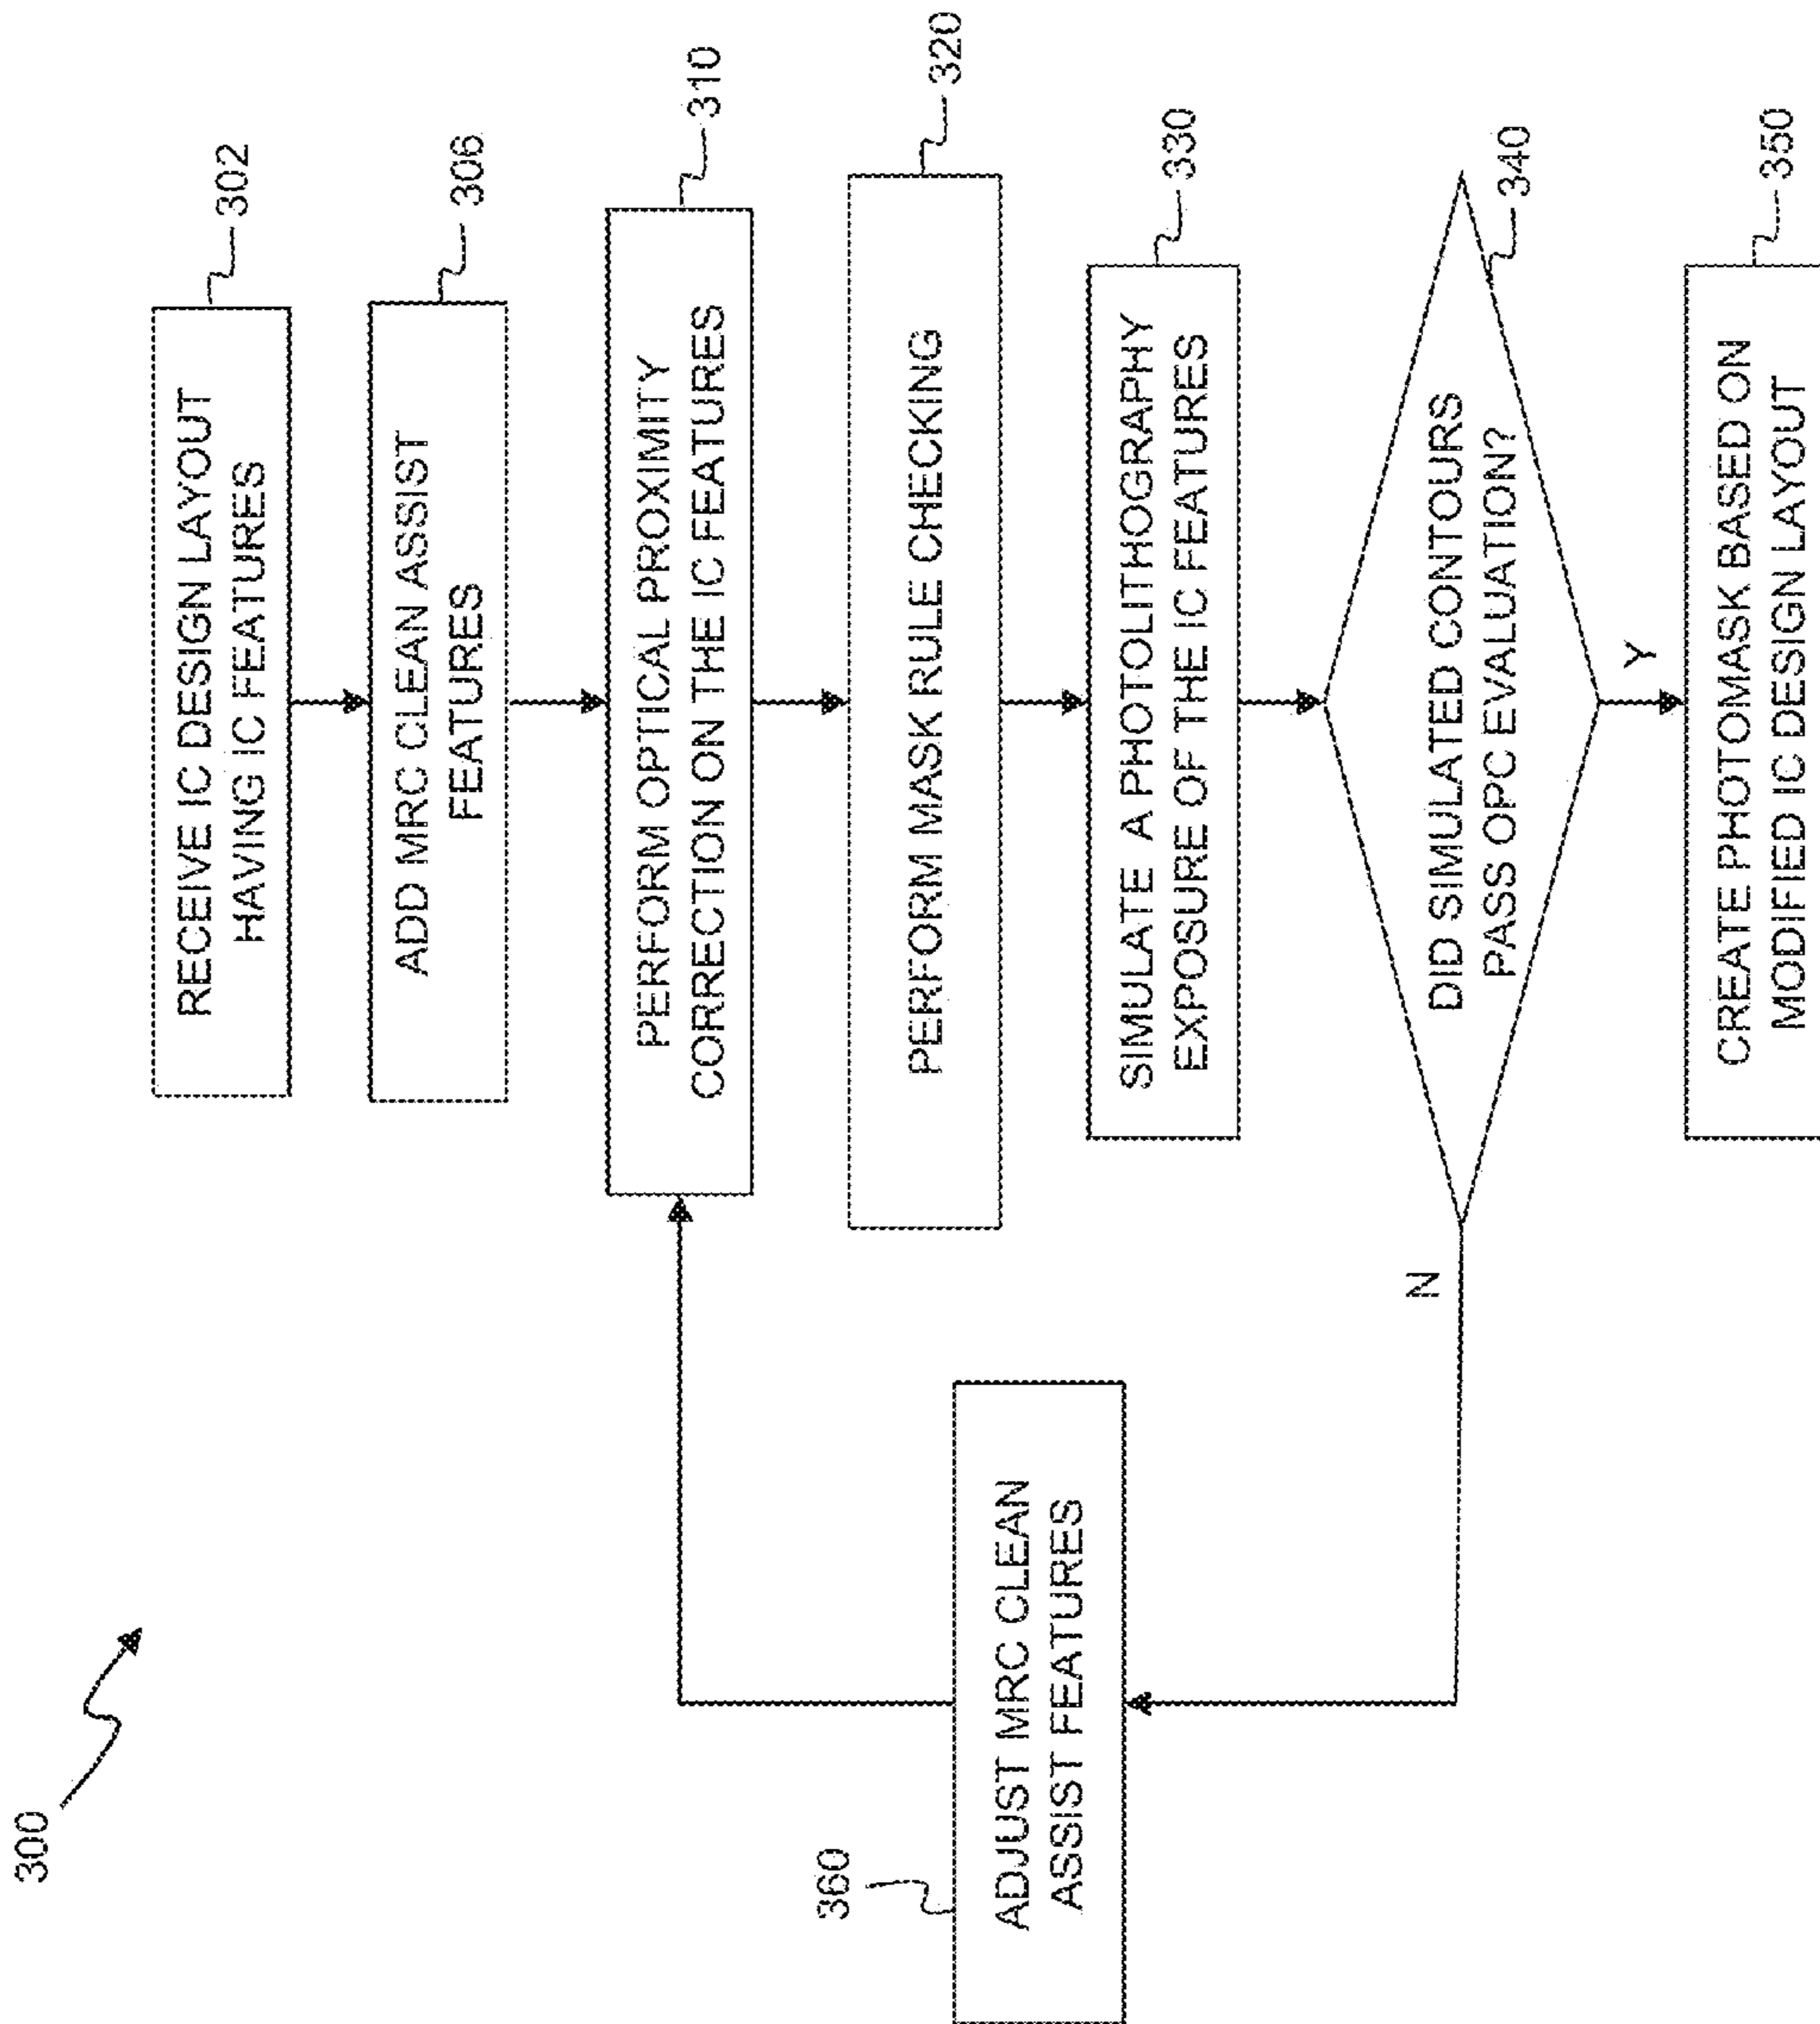 300
RECEIVE IC DESIGN LAYOUT
HAVING IC FEATURES
302
ADD MRC CLEAN ASSIST
FEATURES
306
PERFORM OPTICAL PROXIMITY
CORRECTION ON THE IC FEATURES
310
PERFORM MASK RULE CHECKING
320
SIMULATE A PHOTOLITHOGRAPHY
EXPOSURE OF THE IC FEATURES
330
DID SIMULATED CONTOURS
PASS OPC EVALUATION?
340
N
Y
360
ADJUST MRC CLEAN
ASSIST FEATURES
CREATE PHOTOMASK BASED ON
MODIFIED IC DESIGN LAYOUT
350